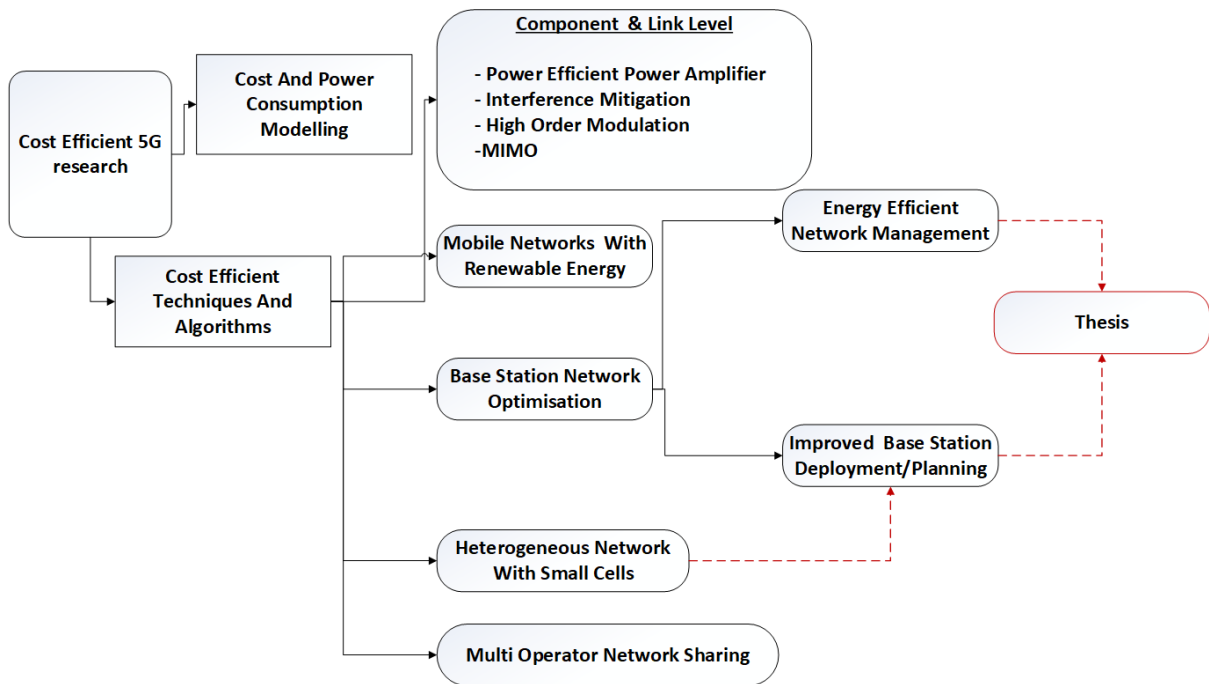 Component & Link Level
- Power Efficient Power Amplifier
- Interference Mitigation
- High Order Modulation
-MIMO
Cost And Power
Consumption
Modelling
Cost Efficient 5G
research
Energy Efficient
Network Management
Mobile Networks With
Renewable Energy
Cost Efficient
Techniques And
Algorithms
Thesis
Base Station Network
Optimisation
Improved Base Station
Deployment/Planning
Heterogeneous Network
With Small Cells
Multi Operator Network Sharing